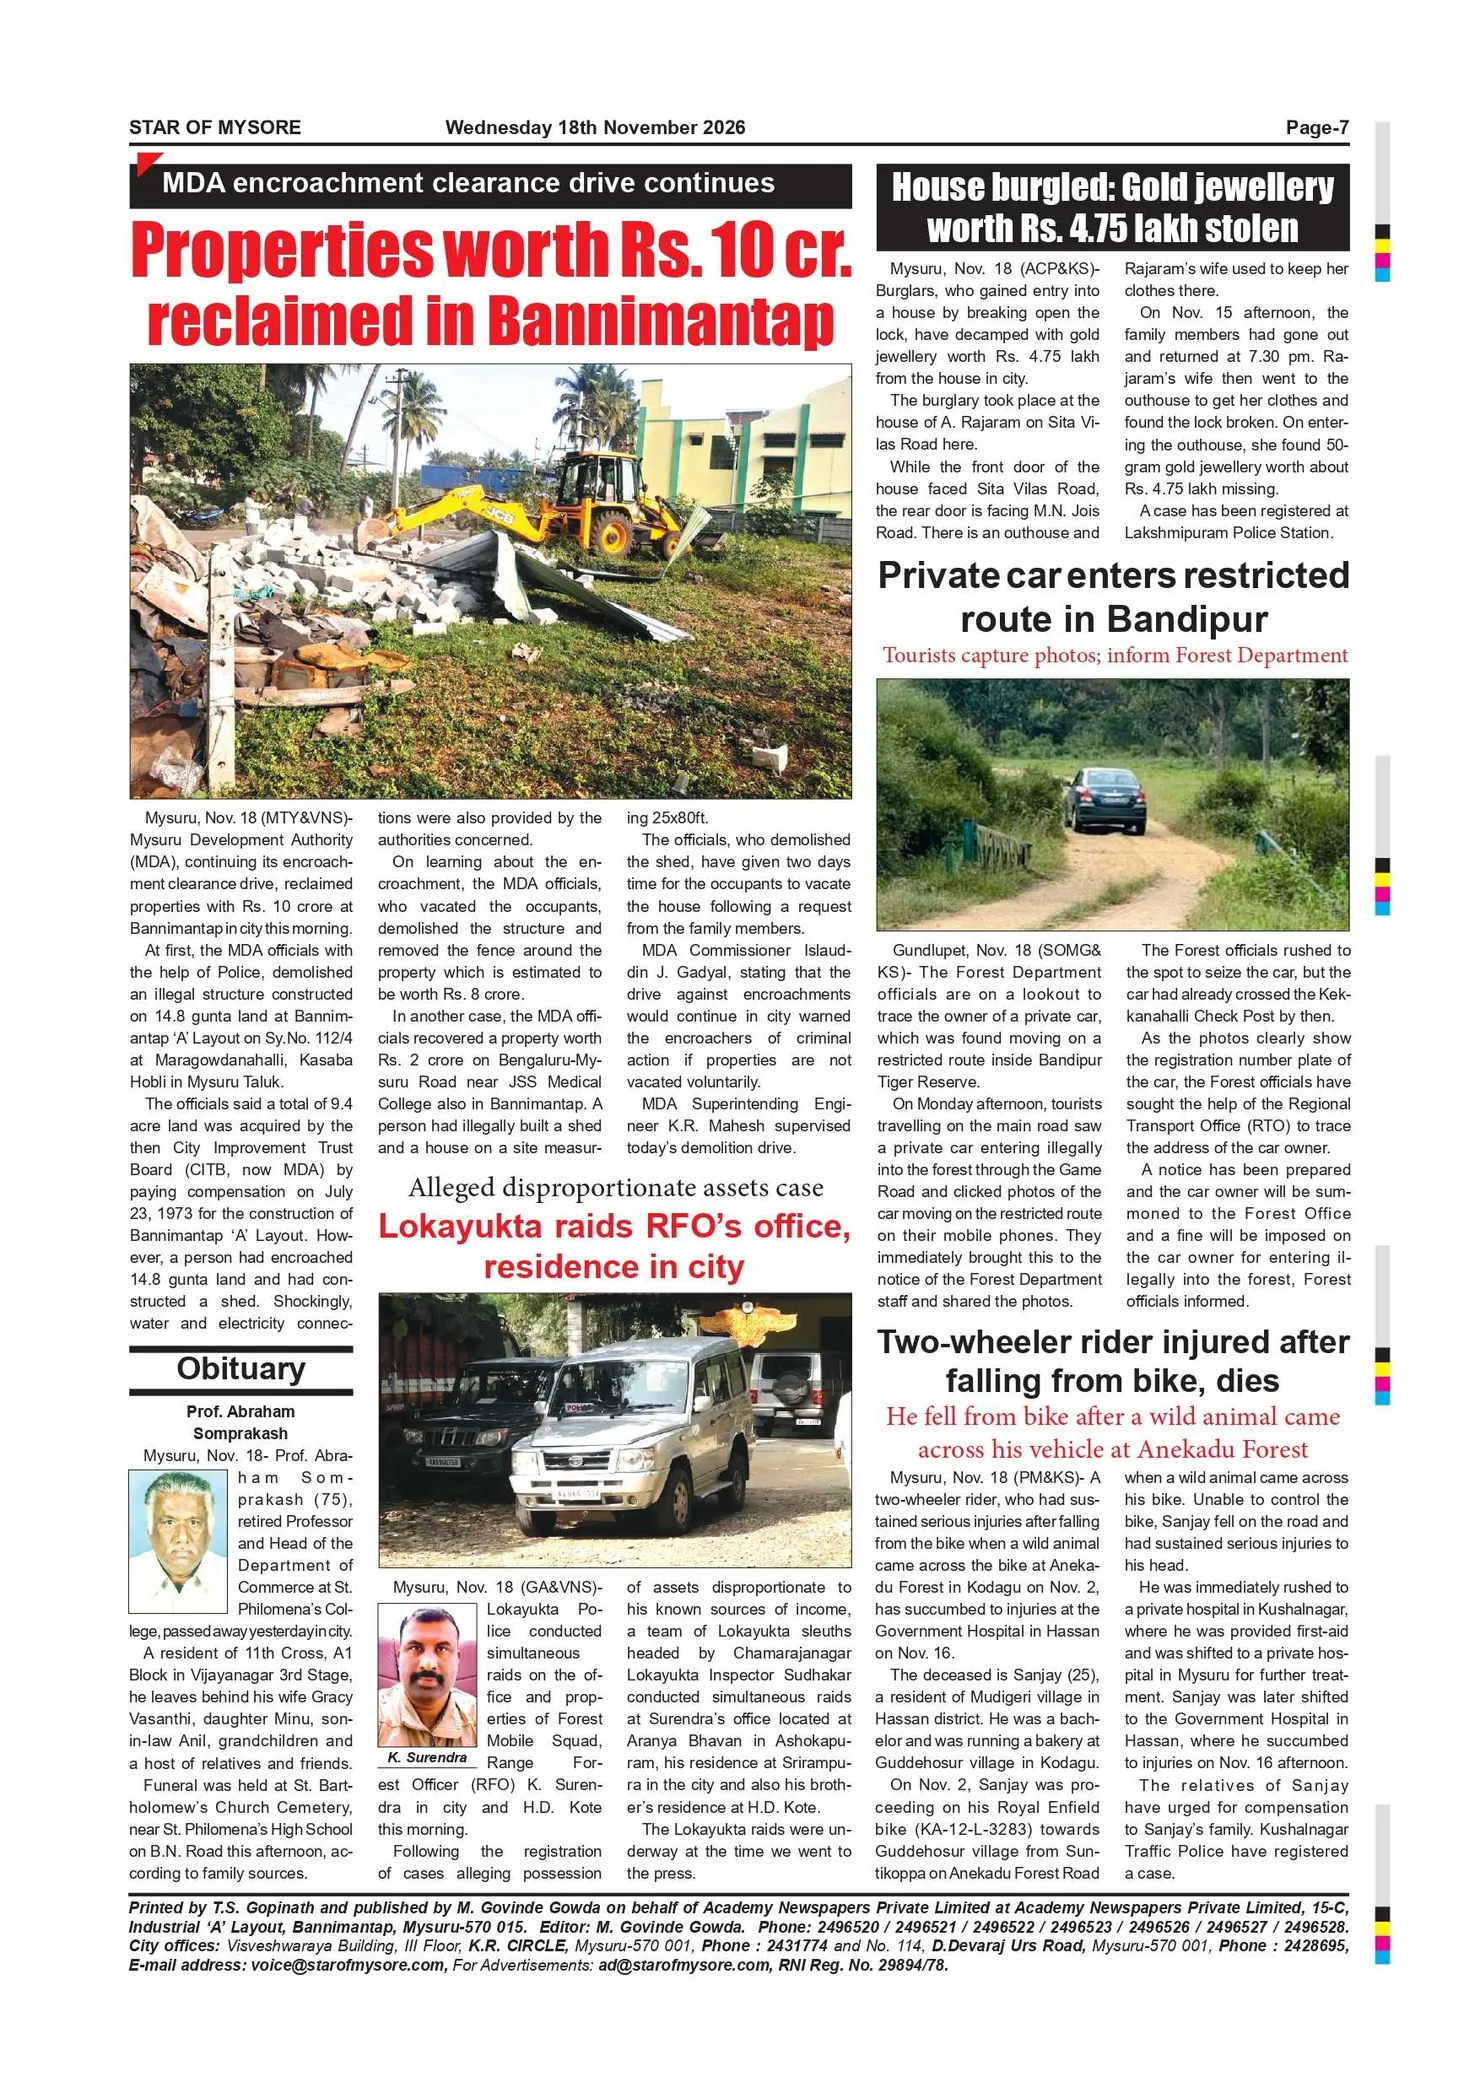 STAR OF MYSORE
Wednesday 18th November 2026
Page-7
MDA encroachment clearance drive continues
Properties worth Rs. 10 cr.
reclaimed in Bannimantap
JCB
Mysuru, Nov. 18 (MTY&VNS)-
Mysuru Development Authority
(MDA), continuing its encroach-
ment clearance drive, reclaimed
properties with Rs. 10 crore at
Bannimantap in city this morning.
At first, the MDA officials with
the help of Police, demolished
an illegal structure constructed
on 14.8 gunta land at Bannim-
antap ‘A’ Layout on Sy.No. 112/4
at Maragowdanahalli, Kasaba
Hobli in Mysuru Taluk.
The officials said a total of 9.4
acre land was acquired by the
then City Improvement Trust
Board (CITB, now MDA) by
paying compensation on July
23, 1973 for the construction of
Bannimantap ‘A’ Layout. How-
ever, a person had encroached
14.8 gunta land and had con-
structed a shed. Shockingly,
water and electricity connec-
tions were also provided by the
authorities concerned.
On learning about the en-
croachment, the MDA officials,
who vacated the occupants,
demolished the structure and
removed the fence around the
property which is estimated to
be worth Rs. 8 crore.
In another case, the MDA offi-
cials recovered a property worth
Rs. 2 crore on Bengaluru-My-
suru Road near JSS Medical
College also in Bannimantap. A
person had illegally built a shed
and a house on a site measur-
ing 25x80ft.
The officials, who demolished
the shed, have given two days
time for the occupants to vacate
the house following a request
from the family members.
MDA Commissioner Islaud-
din J. Gadyal, stating that the
drive against encroachments
would continue in city warned
the encroachers of criminal
action if properties are not
vacated voluntarily.
MDA Superintending Engi-
neer K.R. Mahesh supervised
today’s demolition drive.
Obituary
Prof. Abraham
Somprakash
Mysuru, Nov. 18- Prof. Abra-
ham Som-
prakash (75),
retired Professor
and Head of the
Department of
Commerce at St.
Philomena’s Col-
lege, passed away yesterday in city.
A resident of 11th Cross, A1
Block in Vijayanagar 3rd Stage,
he leaves behind his wife Gracy
Vasanthi, daughter Minu, son-
in-law Anil, grandchildren and
a host of relatives and friends.
Funeral was held at St. Bart-
holomew’s Church Cemetery,
near St. Philomena’s High School
on B.N. Road this afternoon, ac-
cording to family sources.
Alleged disproportionate assets case
Lokayukta raids RFO’s office,
residence in city
POLICE
Mysuru, Nov. 18 (GA&VNS)-
Lokayukta Po-
lice conducted
simultaneous
raids on the of-
fice and prop-
erties of Forest
Mobile Squad,
Range For-
K. Surendra
est Officer (RFO) K. Suren-
dra in city and H.D. Kote
this morning.
Following the registration
of cases alleging possession
of assets disproportionate to
his known sources of income,
a team of Lokayukta sleuths
headed by Chamarajanagar
Lokayukta Inspector Sudhakar
conducted simultaneous raids
at Surendra’s office located at
Aranya Bhavan in Ashokapu-
ram, his residence at Srirampu-
ra in the city and also his broth-
er’s residence at H.D. Kote.
The Lokayukta raids were un-
derway at the time we went to
the press.
House burgled: Gold jewellery
worth Rs. 4.75 lakh stolen
Mysuru, Nov. 18 (ACP&KS)-
Burglars, who gained entry into
a house by breaking open the
lock, have decamped with gold
jewellery worth Rs. 4.75 lakh
from the house in city.
The burglary took place at the
house of A. Rajaram on Sita Vi-
las Road here.
While the front door of the
house faced Sita Vilas Road,
the rear door is facing M.N. Jois
Road. There is an outhouse and
Rajaram’s wife used to keep her
clothes there.
On Nov. 15 afternoon, the
family members had gone out
and returned at 7.30 pm. Ra-
jaram’s wife then went to the
outhouse to get her clothes and
found the lock broken. On enter-
ing the outhouse, she found 50-
gram gold jewellery worth about
Rs. 4.75 lakh missing.
A case has been registered at
Lakshmipuram Police Station.
Private car enters restricted
route in Bandipur
Tourists capture photos; inform Forest Department
Gundlupet, Nov. 18 (SOMG&
KS)- The Forest Department
officials are on a lookout to
trace the owner of a private car,
which was found moving on a
restricted route inside Bandipur
Tiger Reserve.
On Monday afternoon, tourists
travelling on the main road saw
a private car entering illegally
into the forest through the Game
Road and clicked photos of the
car moving on the restricted route
on their mobile phones. They
immediately brought this to the
notice of the Forest Department
staff and shared the photos.
The Forest officials rushed to
the spot to seize the car, but the
car had already crossed the Kek-
kanahalli Check Post by then.
As the photos clearly show
the registration number plate of
the car, the Forest officials have
sought the help of the Regional
Transport Office (RTO) to trace
the address of the car owner.
A notice has been prepared
and the car owner will be sum-
moned to the Forest Office
and a fine will be imposed on
the car owner for entering il-
legally into the forest, Forest
officials informed.
Two-wheeler rider injured after
falling from bike, dies
He fell from bike after a wild animal came
across his vehicle at Anekadu Forest
Mysuru, Nov. 18 (PM&KS)- A
two-wheeler rider, who had sus-
tained serious injuries after falling
from the bike when a wild animal
came across the bike at Aneka-
du Forest in Kodagu on Nov. 2,
has succumbed to injuries at the
Government Hospital in Hassan
on Nov. 16.
The deceased is Sanjay (25),
a resident of Mudigeri village in
Hassan district. He was a bach-
elor and was running a bakery at
Guddehosur village in Kodagu.
On Nov. 2, Sanjay was pro-
ceeding on his Royal Enfield
bike (KA-12-L-3283) towards
Guddehosur village from Sun-
tikoppa on Anekadu Forest Road
when a wild animal came across
his bike. Unable to control the
bike, Sanjay fell on the road and
had sustained serious injuries to
his head.
He was immediately rushed to
a private hospital in Kushalnagar,
where he was provided first-aid
and was shifted to a private hos-
pital in Mysuru for further treat-
ment. Sanjay was later shifted
to the Government Hospital in
Hassan, where he succumbed
to injuries on Nov. 16 afternoon.
The relatives of Sanjay
have urged for compensation
to Sanjay’s family. Kushalnagar
Traffic Police have registered
a case.
Printed by T.S. Gopinath and published by M. Govinde Gowda on behalf of Academy Newspapers Private Limited at Academy Newspapers Private Limited, 15-C,
Industrial ‘A’ Layout, Bannimantap, Mysuru-570 015. Editor: M. Govinde Gowda. Phone: 2496520 / 2496521 / 2496522 / 2496523 / 2496526 / 2496527 / 2496528.
City offices: Visveshwaraya Building, III Floor, K.R. CIRCLE, Mysuru-570 001, Phone : 2431774 and No. 114, D.Devaraj Urs Road, Mysuru-570 001, Phone : 2428695,
E-mail address: voice@starofmysore.com, For Advertisements: ad@starofmysore.com, RNI Reg. No. 29894/78.